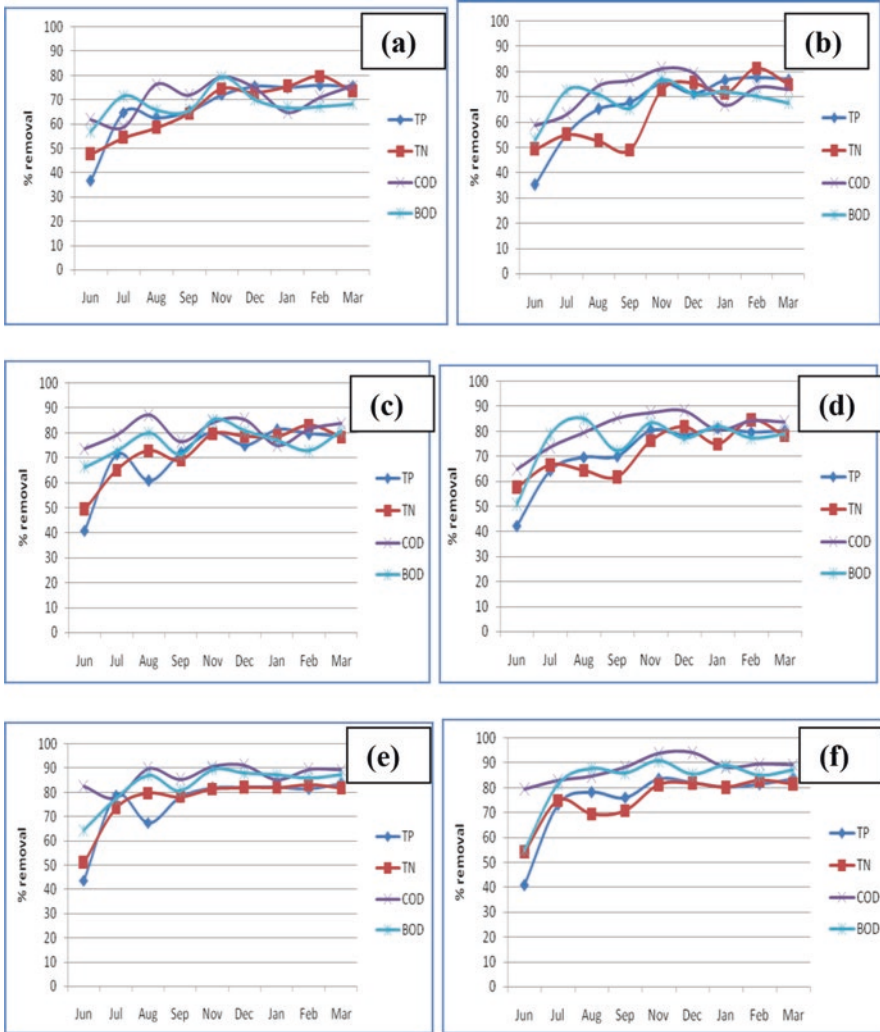 (a)
% removal
100
90
80
70
60
50
40
30
20
10
0
Jun Jul Aug Sep Nov Dec Jan Feb Mar
TP
TN
COD
BOD
(b)
% removal
100
90
80
70
60
50
40
30
20
10
0
Jun Jul Aug Sep Nov Dec Jan Feb Mar
TP
TN
COD
BOD
(c)
% removal
100
90
80
70
60
50
40
30
20
10
0
Jun Jul Aug Sep Nov Dec Jan Feb Mar
TP
TN
COD
BOD
(d)
% removal
100
90
80
70
60
50
40
30
20
10
0
Jun Jul Aug Sep Nov Dec Jan Feb Mar
TP
TN
COD
BOD
(e)
% removal
100
90
80
70
60
50
40
30
20
10
0
Jun Jul Aug Sep Nov Dec Jan Feb Mar
TP
TN
COD
BOD
(f)
% removal
100
90
80
70
60
50
40
30
20
10
0
Jun Jul Aug Sep Nov Dec Jan Feb Mar
TP
TN
COD
BOD